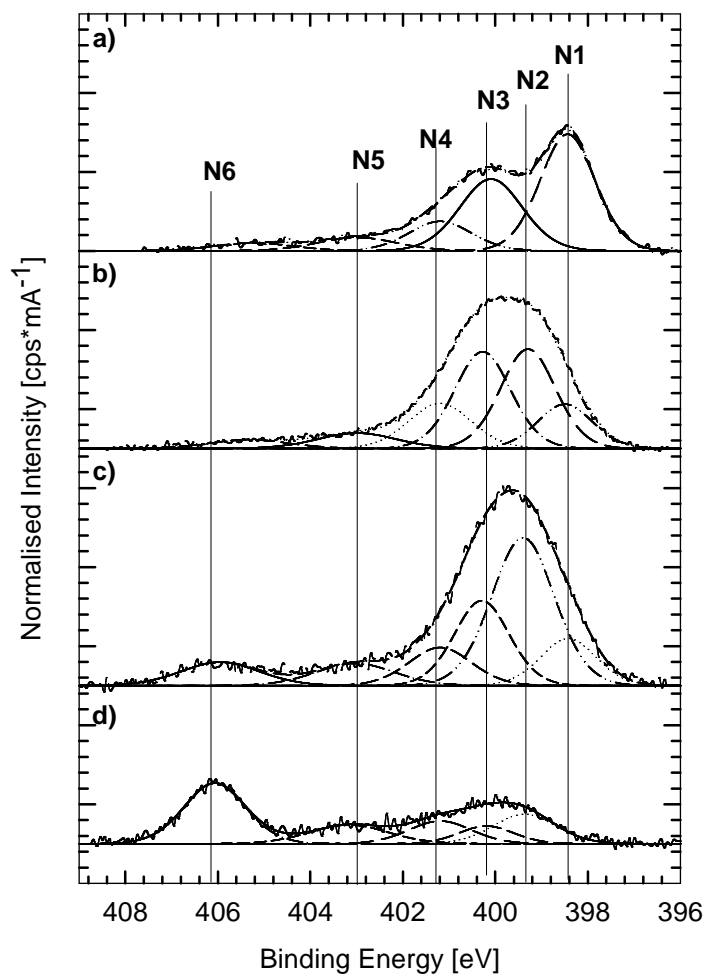 a)
N1
N2
N3
N4
N5
N6
b)
c)
d)
Normalised Intensity [cps*mA⁻¹]
408 406 404 402 400 398 396
Binding Energy [eV]